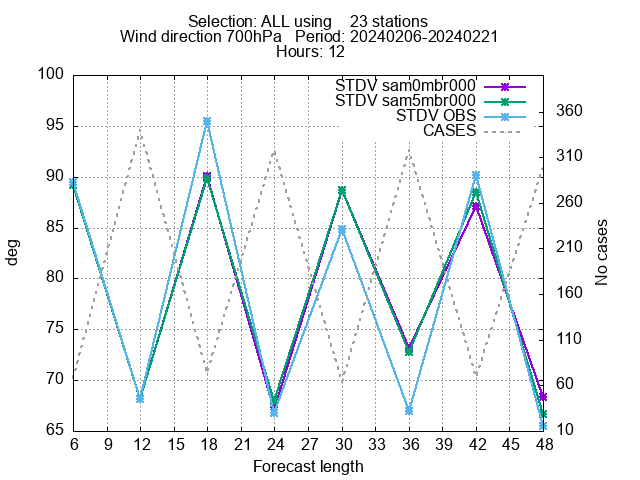 Selection: ALL using 23 stations
Wind direction 700hPa Period: 20240206-20240221
Hours: 12
STDV sam0mbr000
STDV sam5mbr000
STDV OBS
CASES
100
95
90
85
80
75
70
65
deg
360
310
260
210
160
110
60
10
No cases
6 9 12 15 18 21 24 27 30 33 36 39 42 45 48
Forecast length